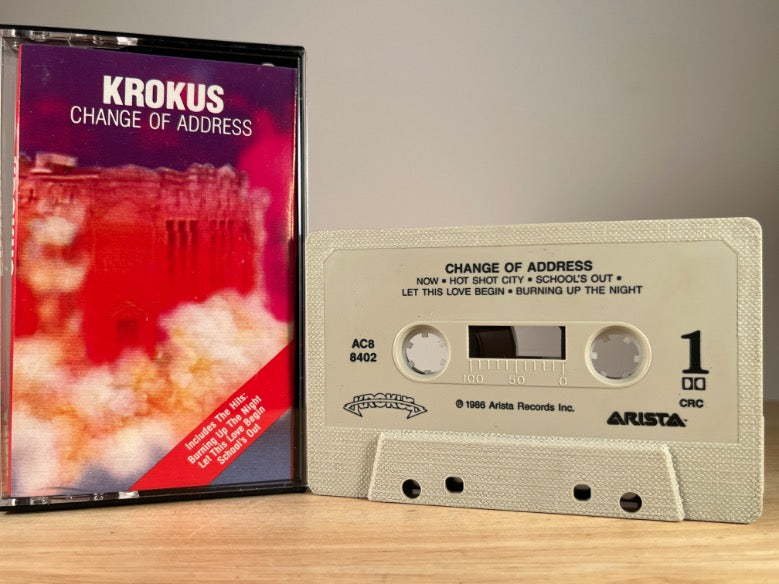 KROKUS
CHANGE OF ADDRESS
Includes The Hits:
Burning Up The Night
Let This Love Begin
School's Out
CHANGE OF ADDRESS
NOW ▪ HOT SHOT CITY ▪ SCHOOL'S OUT ▪
LET THIS LOVE BEGIN ▪ BURNING UP THE NIGHT
AC8
8402
100 50 0
1
KROKUS
℗ 1986 Arista Records Inc.
ARISTA
CRC